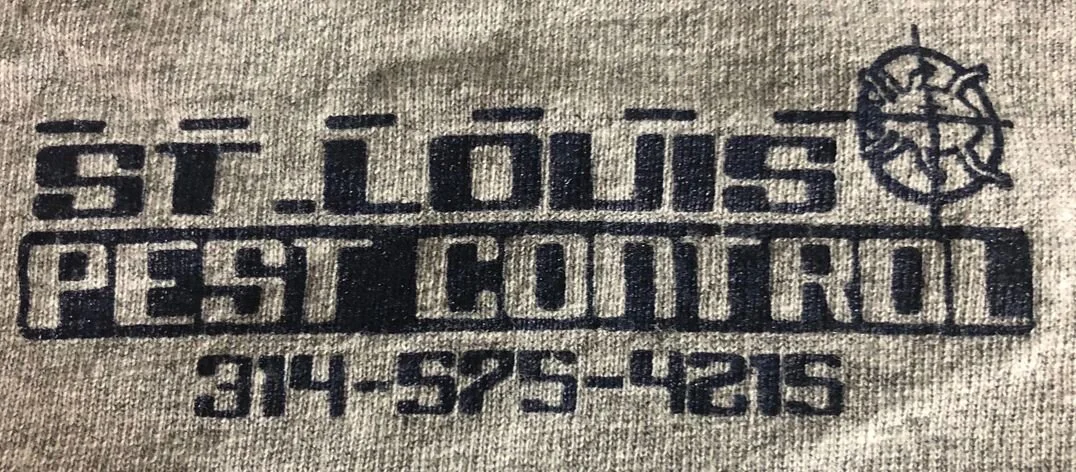 ST.LOUIS
PEST CONTROL
314-575-4215